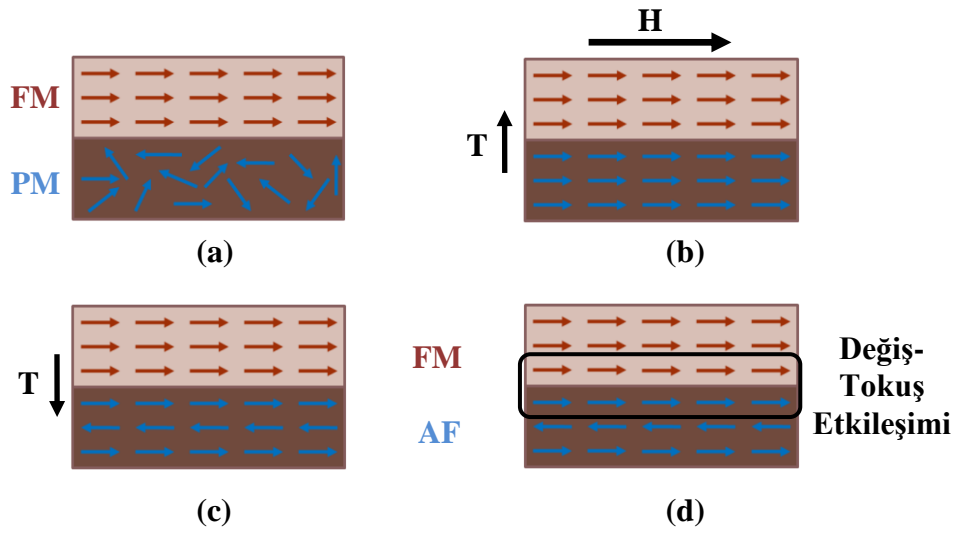 FM
PM
(a)
H
T
(b)
T
(c)
FM
AF
Değiş-
Tokuş
Etkileşimi
(d)